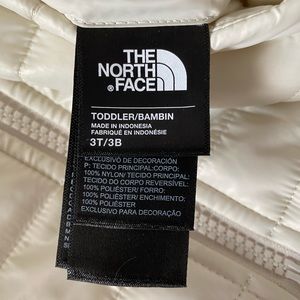 THE
NORTH
FACE
®
TODDLER/BAMBIN
MADE IN INDONESIA
FABRIQUÉ EN INDONÉSIE
3T/3B
EXCLUSIVO DE DECORACIÓN
P: TECIDO PRINCIPAL:CORPO:
100% NYLON/ TECIDO PRINCIPAL/
TECIDO DO CORPO REVERSÍVEL:
100% POLIÉSTER/ FORRO:
100% POLIÉSTER/ ENCHIMENTO:
100% POLIÉSTER
EXCLUSIVO PARA DECORAÇÃO